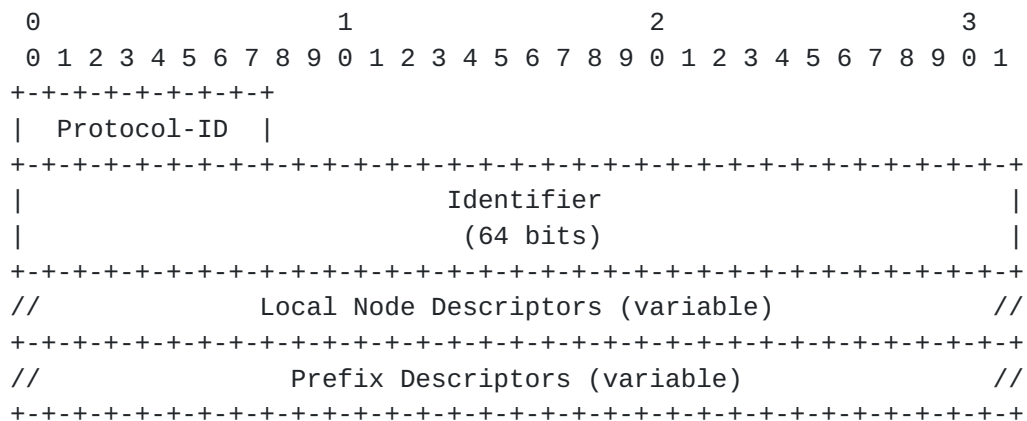 0                   1                   2                   3
 0 1 2 3 4 5 6 7 8 9 0 1 2 3 4 5 6 7 8 9 0 1 2 3 4 5 6 7 8 9 0 1
+-+-+-+-+-+-+-+-+
|  Protocol-ID  |
+-+-+-+-+-+-+-+-+-+-+-+-+-+-+-+-+-+-+-+-+-+-+-+-+-+-+-+-+-+-+-+-+
|                           Identifier                          |
|                            (64 bits)                          |
+-+-+-+-+-+-+-+-+-+-+-+-+-+-+-+-+-+-+-+-+-+-+-+-+-+-+-+-+-+-+-+-+
//              Local Node Descriptors (variable)              //
+-+-+-+-+-+-+-+-+-+-+-+-+-+-+-+-+-+-+-+-+-+-+-+-+-+-+-+-+-+-+-+-+
//                Prefix Descriptors (variable)                //
+-+-+-+-+-+-+-+-+-+-+-+-+-+-+-+-+-+-+-+-+-+-+-+-+-+-+-+-+-+-+-+-+